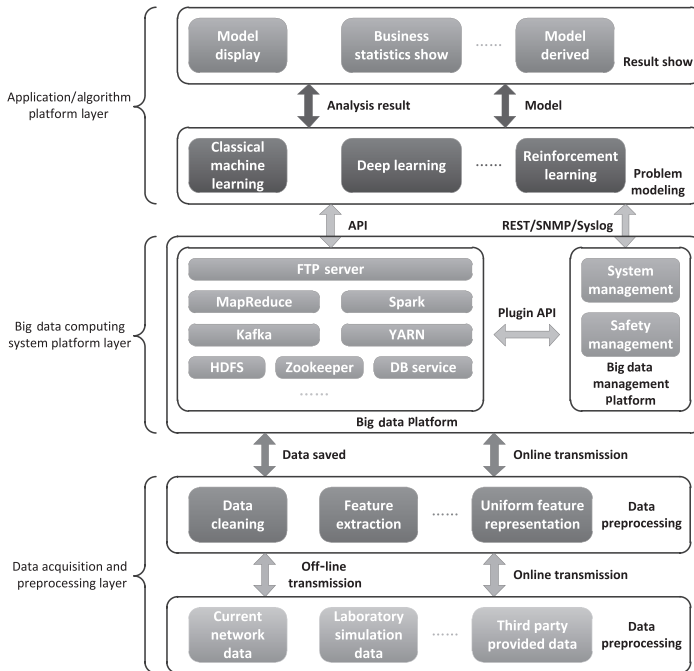 Model
display
Business
statistics show
......
Model
derived
Result show
Application/algorithm
platform layer
Analysis result
Model
Classical
machine
learning
Deep learning
......
Reinforcement
learning
Problem
modeling
API
REST/SNMP/Syslog
FTP server
MapReduce
Spark
Kafka
YARN
HDFS
Zookeeper
DB service
......
Plugin API
System
management
Safety
management
Big data
management
Platform
Big data computing
system platform layer
Big data Platform
Data saved
Online transmission
Data
cleaning
Feature
extraction
......
Uniform feature
representation
Data
preprocessing
Data acquisition and
preprocessing layer
Off-line
transmission
Online transmission
Current
network
data
Laboratory
simulation
data
......
Third party
provided data
Data
preprocessing